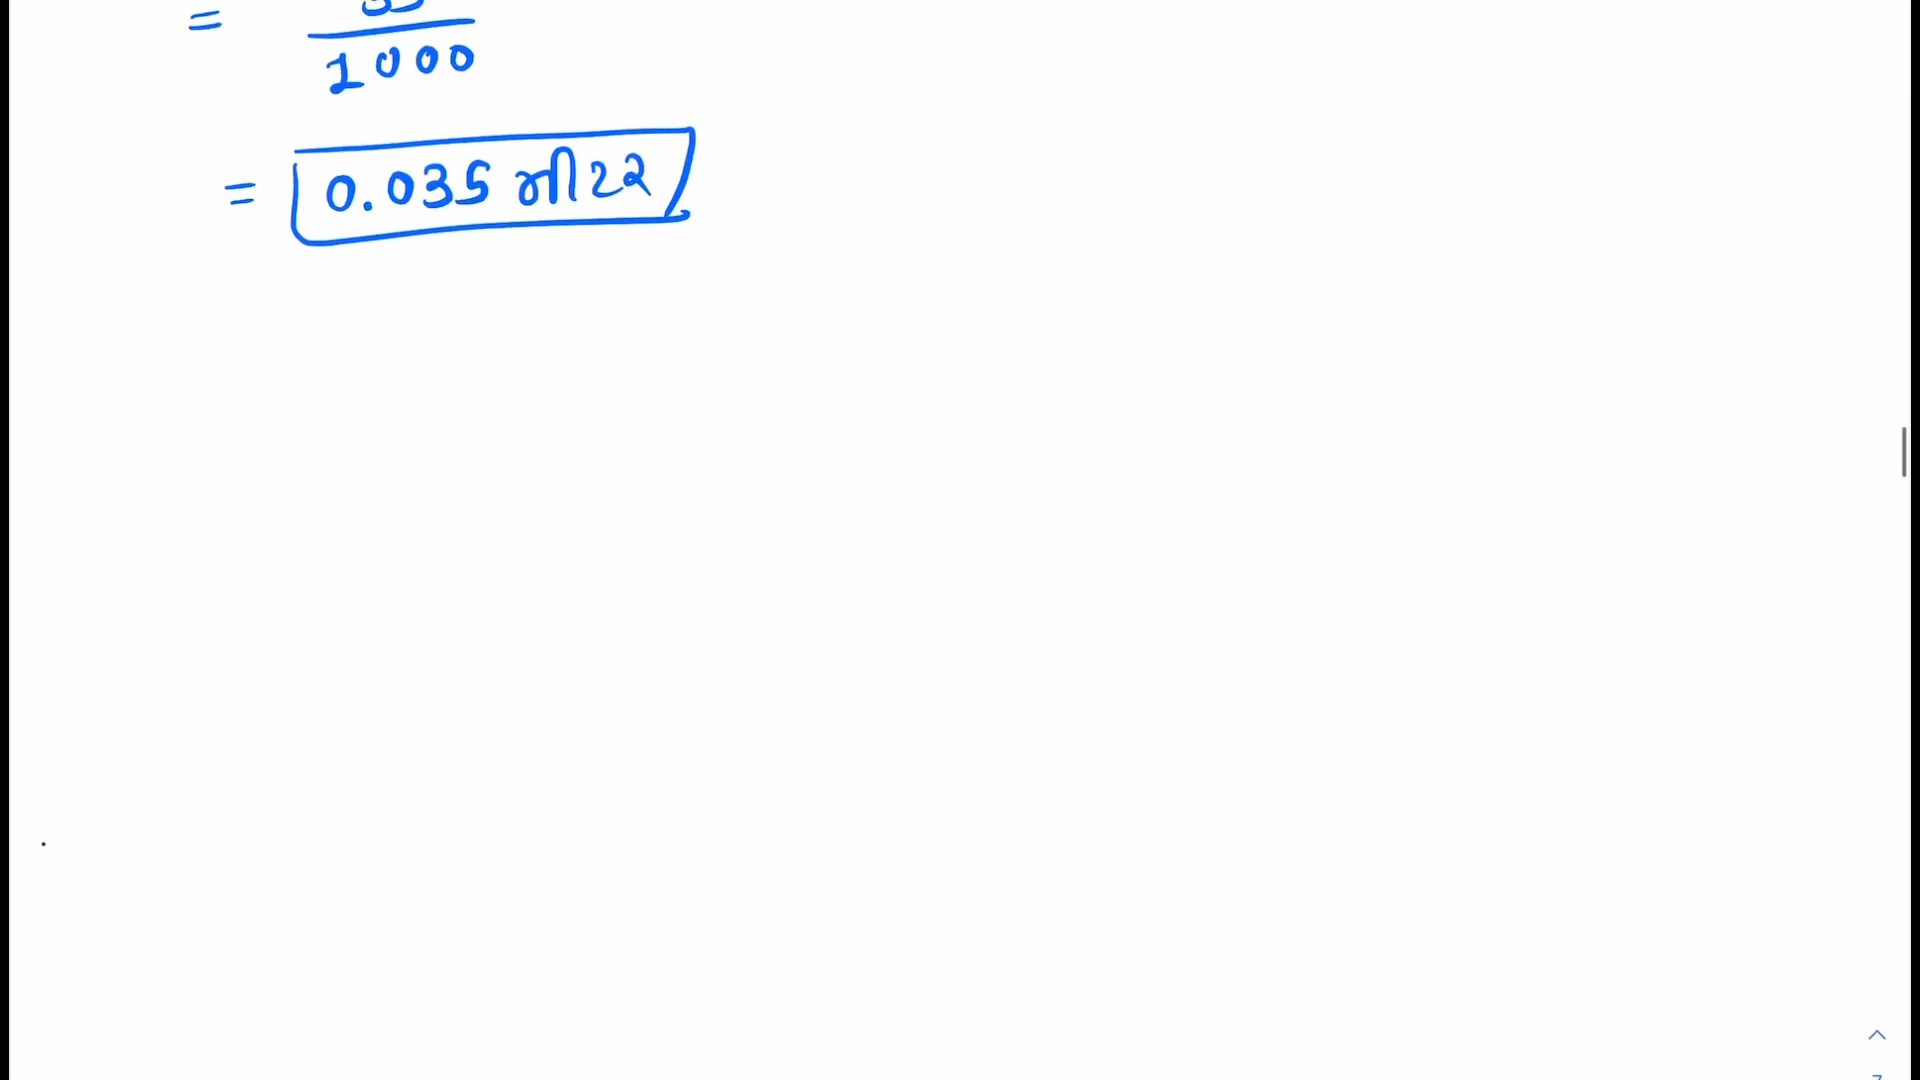 =
1000
= 0.035 મીટર